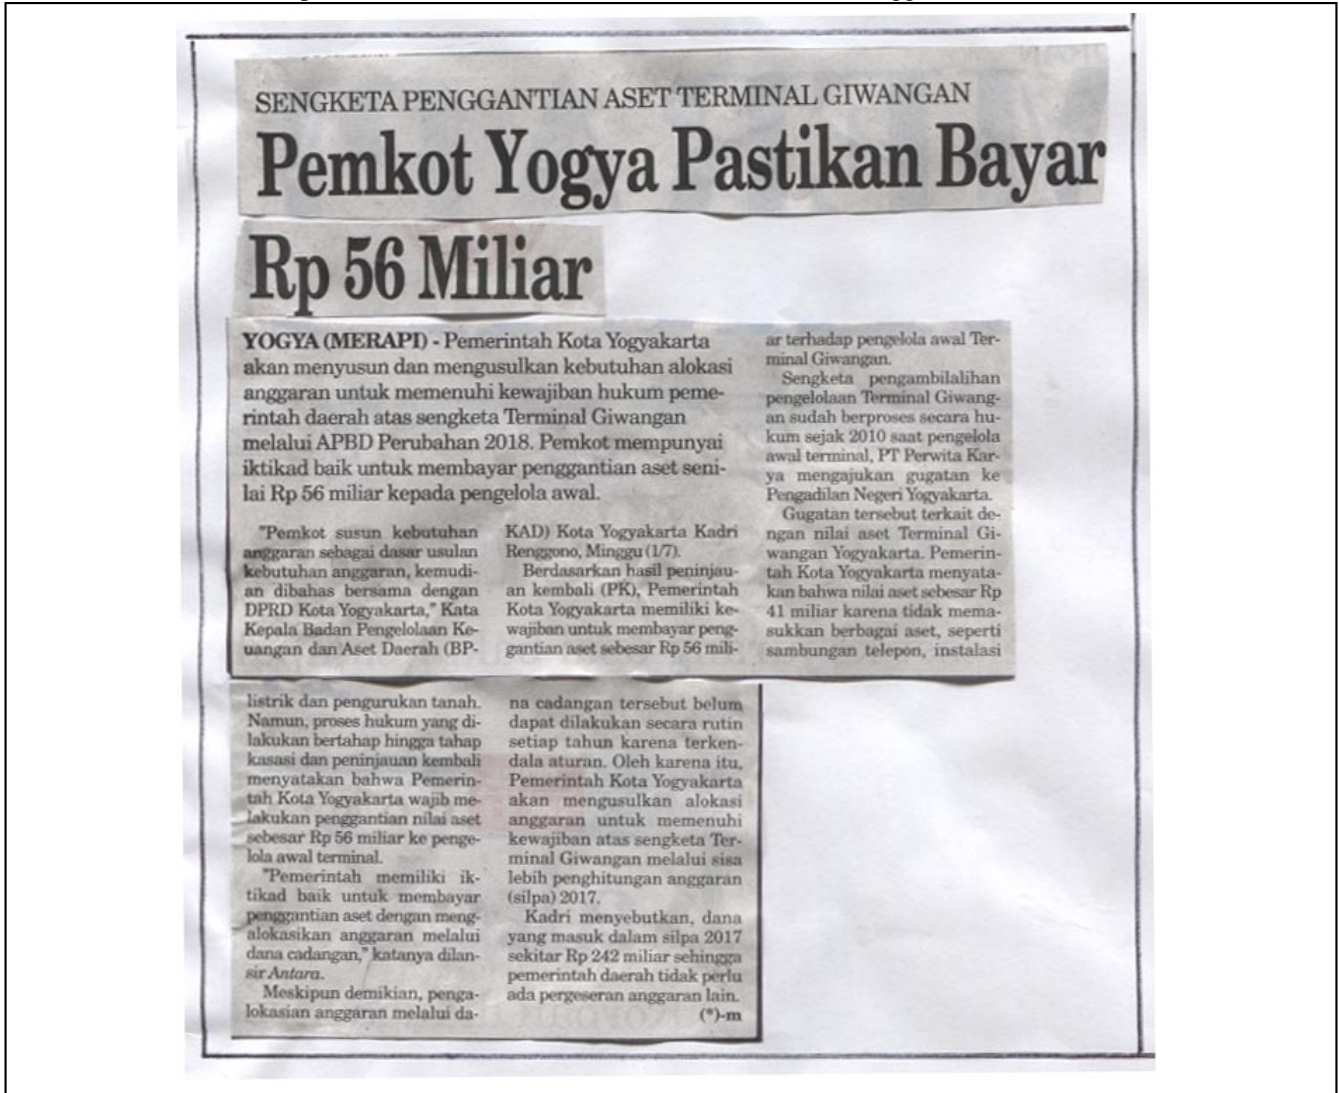 SENGKETA PENGGANTIAN ASET TERMINAL GIWANGAN
Pemkot Yogya Pastikan Bayar
Rp 56 Miliar
YOGYA (MERAPI) - Pemerintah Kota Yogyakarta
akan menyusun dan mengusulkan kebutuhan alokasi
anggaran untuk memenuhi kewajiban hukum peme-
rintah daerah atas sengketa Terminal Giwangan
melalui APBD Perubahan 2018. Pemkot mempunyai
iktikad baik untuk membayar penggantian aset seni-
lai Rp 56 miliar kepada pengelola awal.
"Pemkot susun kebutuhan
anggaran sebagai dasar usulan
kebutuhan anggaran, kemudi-
an dibahas bersama dengan
DPRD Kota Yogyakarta," Kata
Kepala Badan Pengelolaan Ke-
uangan dan Aset Daerah (BP-
KAD) Kota Yogyakarta Kadri
Renggono, Minggu (1/7).
Berdasarkan hasil peninjau-
an kembali (PK), Pemerintah
Kota Yogyakarta memiliki ke-
wajiban untuk membayar peng-
gantian aset sebesar Rp 56 mili-
ar terhadap pengelola awal Ter-
minal Giwangan.
Sengketa pengambilalihan
pengelolaan Terminal Giwang-
an sudah berproses secara hu-
kum sejak 2010 saat pengelola
awal terminal, PT Perwita Kar-
ya mengajukan gugatan ke
Pengadilan Negeri Yogyakarta.
Gugatan tersebut terkait de-
ngan nilai aset Terminal Gi-
wangan Yogyakarta. Pemerin-
tah Kota Yogyakarta menyata-
kan bahwa nilai aset sebesar Rp
41 miliar karena tidak mema-
sukkan berbagai aset, seperti
sambungan telepon, instalasi
listrik dan pengurukan tanah.
Namun, proses hukum yang di-
lakukan bertahap hingga tahap
kasasi dan peninjauan kembali
menyatakan bahwa Pemerin-
tah Kota Yogyakarta wajib me-
lakukan penggantian nilai aset
sebesar Rp 56 miliar ke penge-
lola awal terminal.
"Pemerintah memiliki ik-
tikad baik untuk membayar
penggantian aset dengan meng-
alokasikan anggaran melalui
dana cadangan," katanya dilan-
sir Antara.
Meskipun demikian, penga-
lokasian anggaran melalui da-
na cadangan tersebut belum
dapat dilakukan secara rutin
setiap tahun karena terken-
dala aturan. Oleh karena itu,
Pemerintah Kota Yogyakarta
akan mengusulkan alokasi
anggaran untuk memenuhi
kewajiban atas sengketa Ter-
minal Giwangan melalui sisa
lebih penghitungan anggaran
(silpa) 2017.
Kadri menyebutkan, dana
yang masuk dalam silpa 2017
sekitar Rp 242 miliar sehingga
pemerintah daerah tidak perlu
ada pergeseran anggaran lain.
(*)-m